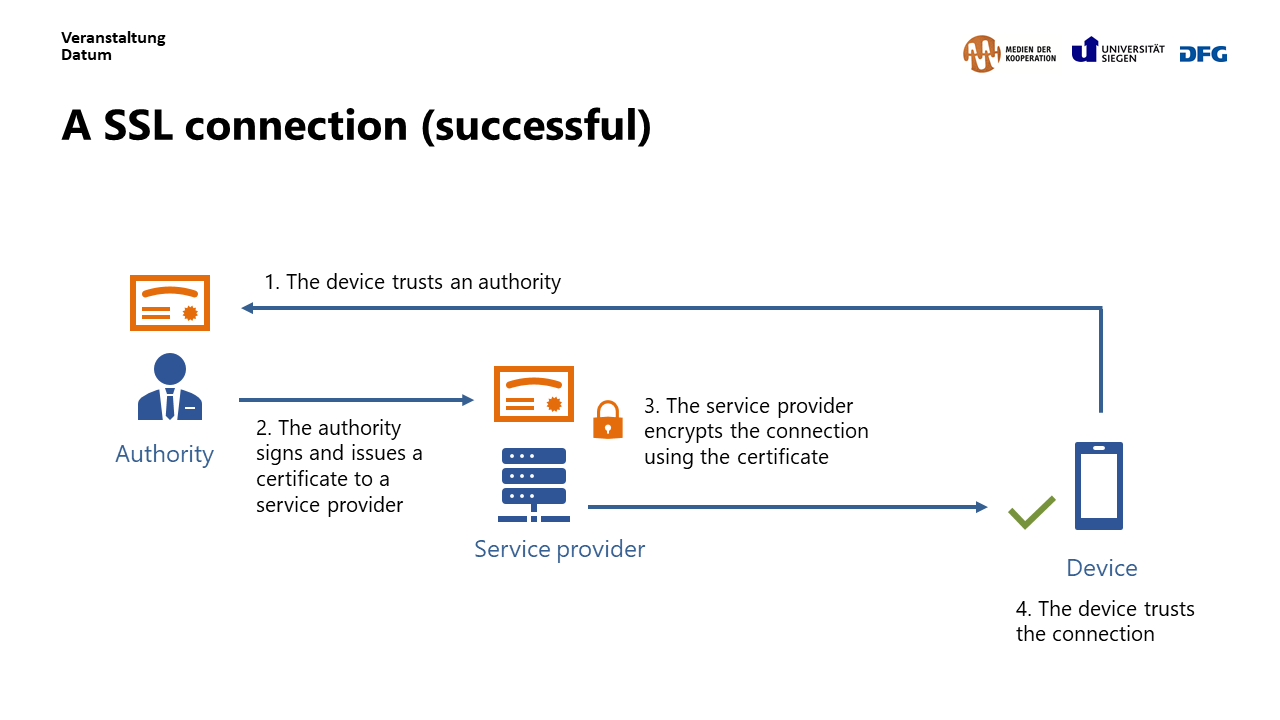 Veranstaltung
Datum
MEDIEN DER
KOOPERATION
UNIVERSITÄT
SIEGEN
DFG
A SSL connection (successful)
1. The device trusts an authority
2. The authority
signs and issues a
certificate to a
service provider
3. The service provider
encrypts the connection
using the certificate
Authority
Service provider
Device
4. The device trusts
the connection